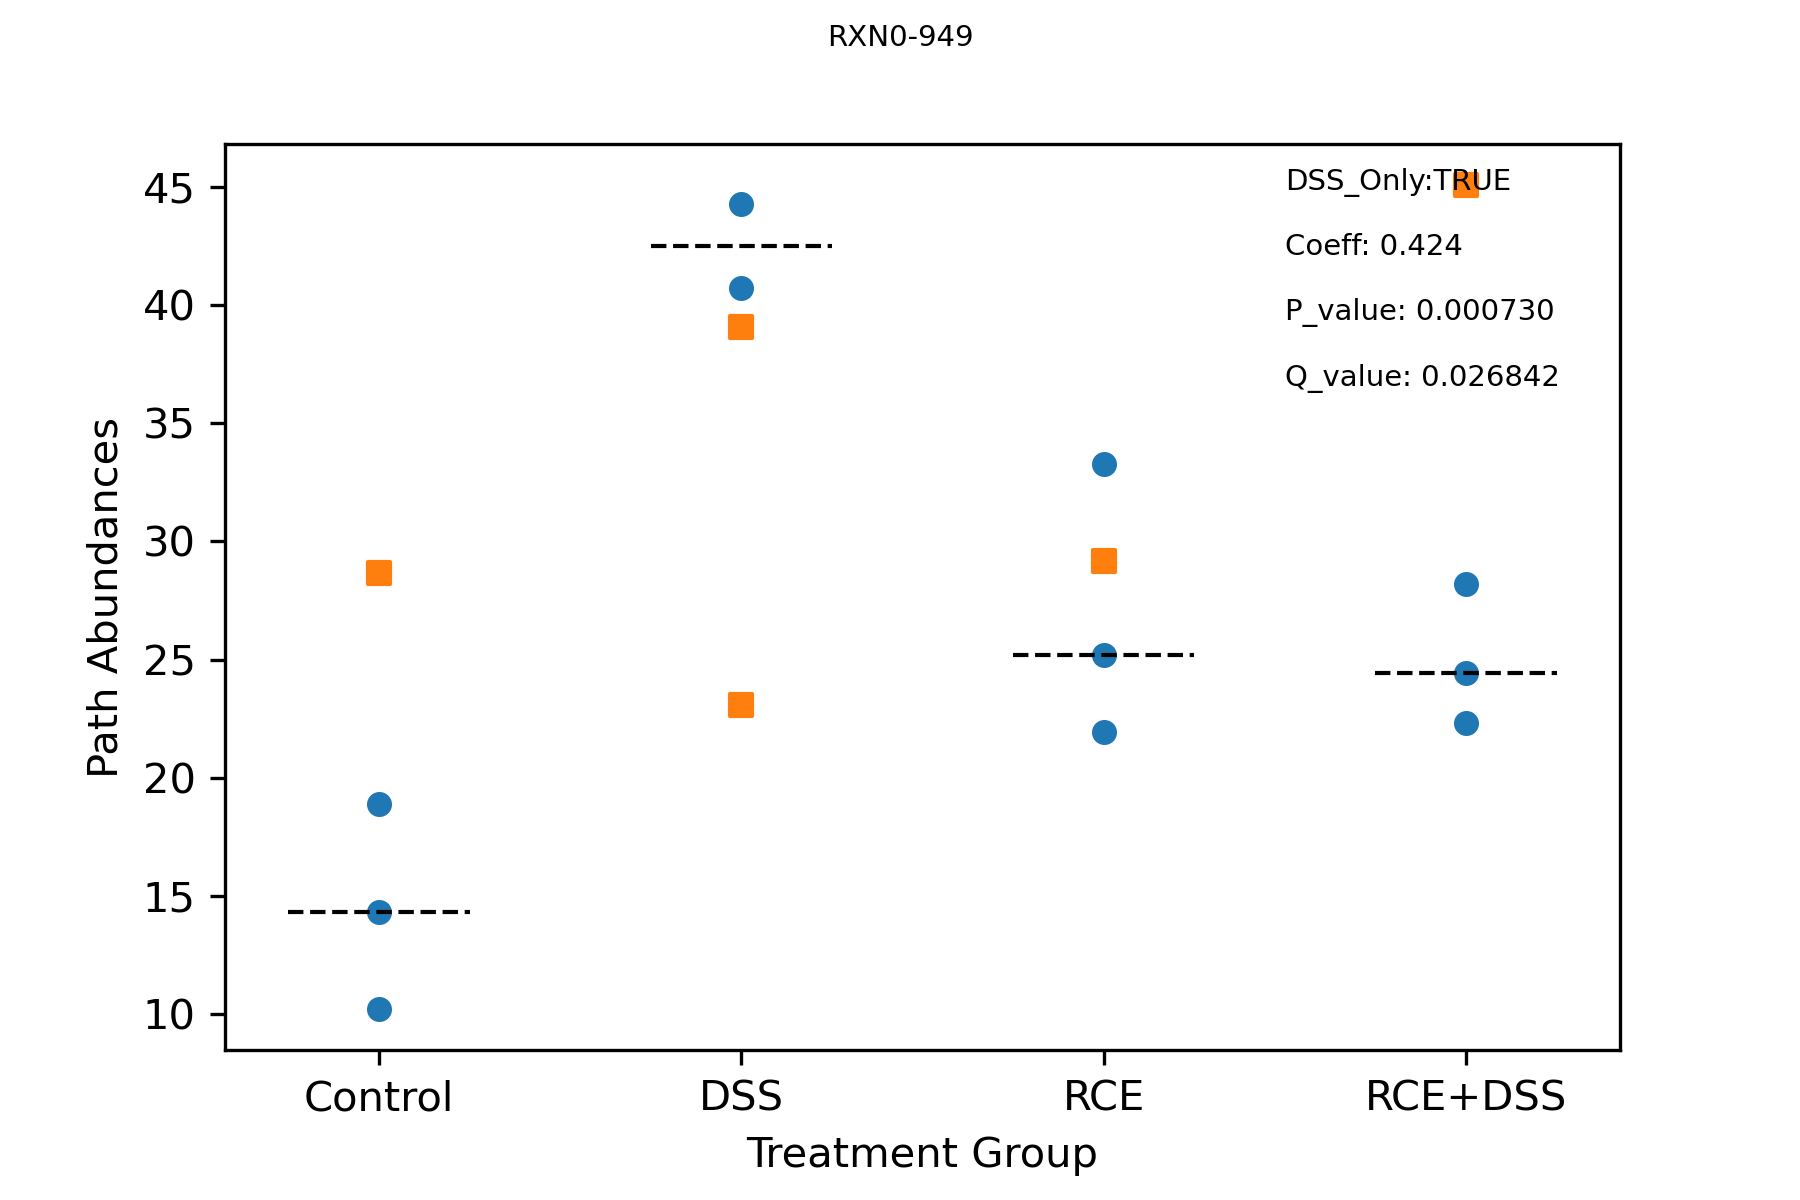 RXN0-949
DSS_Only:TRUE
Coeff: 0.424
P_value: 0.000730
Q_value: 0.026842
45
40
35
30
25
20
15
10
Path Abundances
Control
DSS
RCE
RCE+DSS
Treatment Group